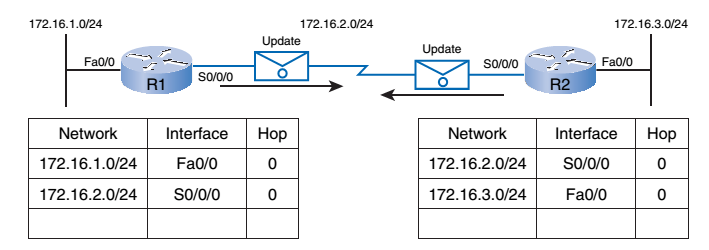 172.16.1.0/24 172.16.2.0/24 172.16.3.0/24
Update Update
Fa0/0 R1 S0/0/0 S0/0/0 R2 Fa0/0
Network Interface Hop
172.16.1.0/24 Fa0/0 0
172.16.2.0/24 S0/0/0 0
Network Interface Hop
172.16.2.0/24 S0/0/0 0
172.16.3.0/24 Fa0/0 0